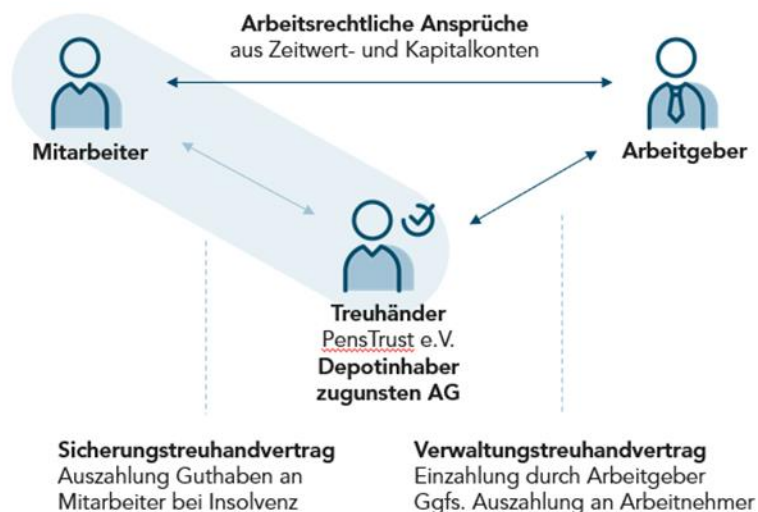 Arbeitsrechtliche Ansprüche
aus Zeitwert- und Kapitalkonten
Mitarbeiter
Arbeitgeber
Treuhänder
PensTrust e.V.
Depotinhaber
zugunsten AG
Sicherungstreuhandvertrag
Auszahlung Guthaben an
Mitarbeiter bei Insolvenz
Verwaltungstreuhandvertrag
Einzahlung durch Arbeitgeber
Ggfs. Auszahlung an Arbeitnehmer